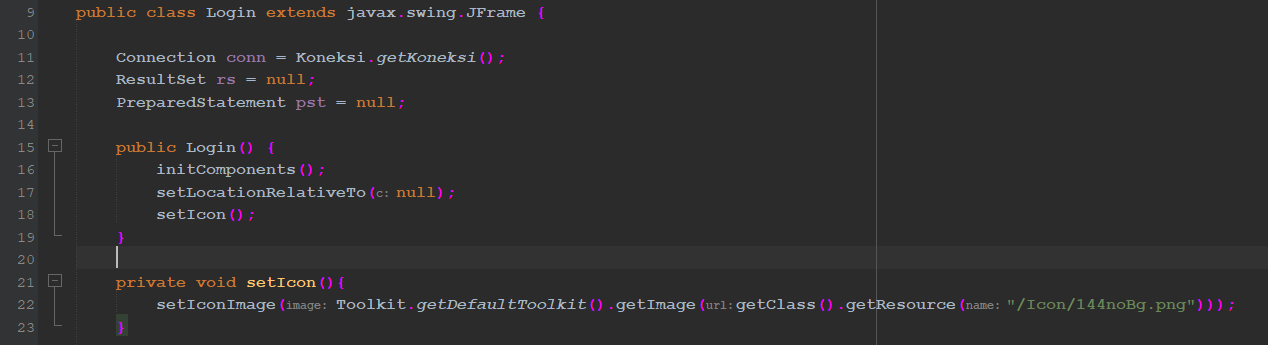 9 public class Login extends javax.swing.JFrame {
10
11 Connection conn = Koneksi.getKoneksi();
12 ResultSet rs = null;
13 PreparedStatement pst = null;
14
15 public Login() {
16 initComponents();
17 setLocationRelativeTo(c: null);
18 setIcon();
19 }
20
21 private void setIcon(){
22 setIconImage(image: Toolkit.getDefaultToolkit().getImage(url:getClass().getResource(name: "/Icon/144noBg.png")));
23 }